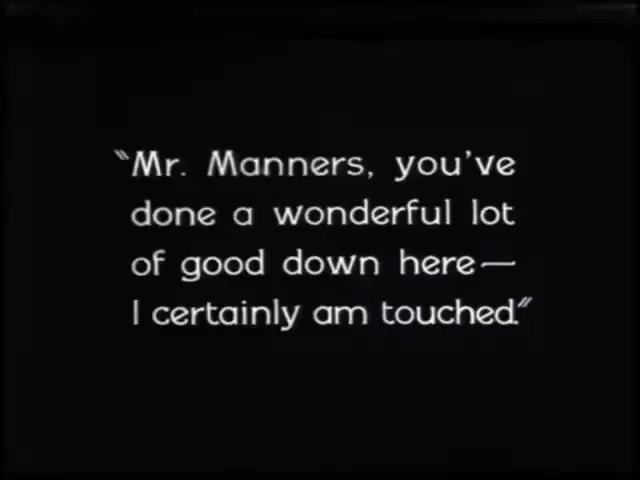 "Mr. Manners, you've
done a wonderful lot
of good down here—
I certainly am touched."